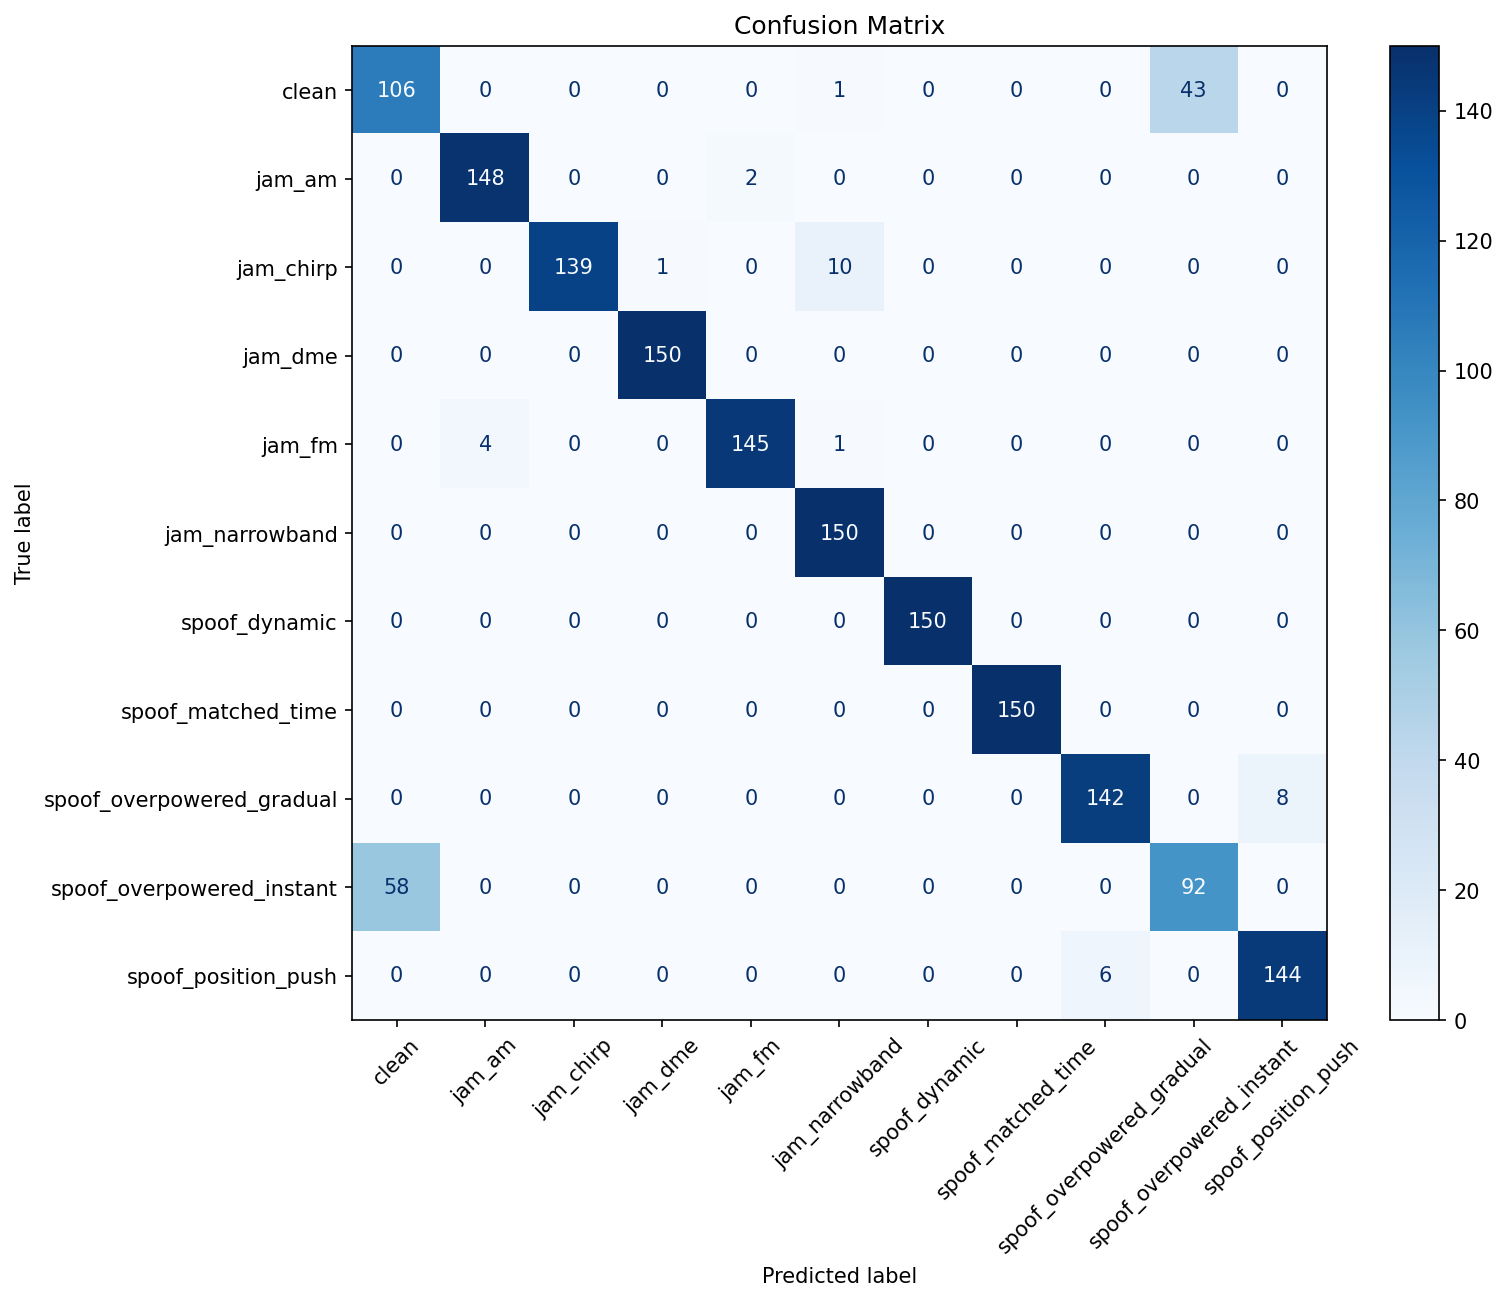 Confusion Matrix
clean 106 0 0 0 0 1 0 0 0 43 0
jam_am 0 148 0 0 2 0 0 0 0 0 0
jam_chirp 0 0 139 1 0 10 0 0 0 0 0
jam_dme 0 0 0 150 0 0 0 0 0 0 0
jam_fm 0 4 0 0 145 1 0 0 0 0 0
jam_narrowband 0 0 0 0 0 150 0 0 0 0 0
spoof_dynamic 0 0 0 0 0 0 150 0 0 0 0
spoof_matched_time 0 0 0 0 0 0 0 150 0 0 0
spoof_overpowered_gradual 0 0 0 0 0 0 0 0 142 0 8
spoof_overpowered_instant 58 0 0 0 0 0 0 0 0 92 0
spoof_position_push 0 0 0 0 0 0 0 0 6 0 144
True label
clean
jam_am
jam_chirp
jam_dme
jam_fm
jam_narrowband
spoof_dynamic
spoof_matched_time
spoof_overpowered_gradual
spoof_overpowered_instant
spoof_position_push
Predicted label
140
120
100
80
60
40
20
0